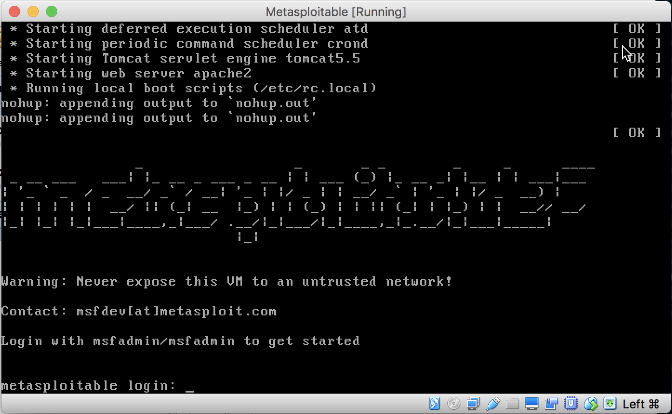 Metasploitable [Running]
* Starting deferred execution scheduler atd [ OK ]
* Starting periodic command scheduler crond [ OK ]
* Starting Tomcat servlet engine tomcat5.5 [ OK ]
* Starting web server apache2 [ OK ]
* Running local boot scripts (/etc/rc.local)
nohup: appending output to `nohup.out'
nohup: appending output to `nohup.out'
[ OK ]
metasploitable2
Warning: Never expose this VM to an untrusted network!
Contact: msfdev[at]metasploit.com
Login with msfadmin/msfadmin to get started
metasploitable login: _
Left ⌘